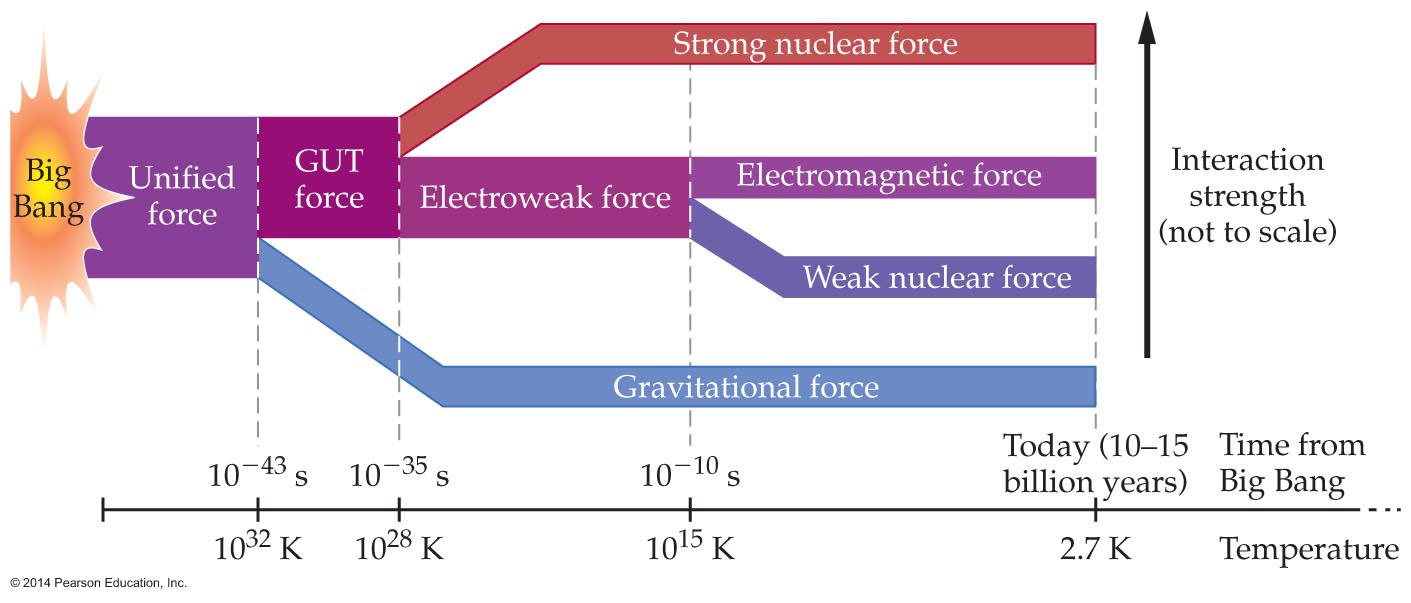 Strong nuclear force
Big
Bang
Unified
force
GUT
force
Electroweak force
Electromagnetic force
Weak nuclear force
Gravitational force
Interaction
strength
(not to scale)
10⁻⁴³ s
10⁻³⁵ s
10⁻¹⁰ s
Today (10–15
billion years)
Time from
Big Bang
10³² K
10²⁸ K
10¹⁵ K
2.7 K
Temperature
© 2014 Pearson Education, Inc.